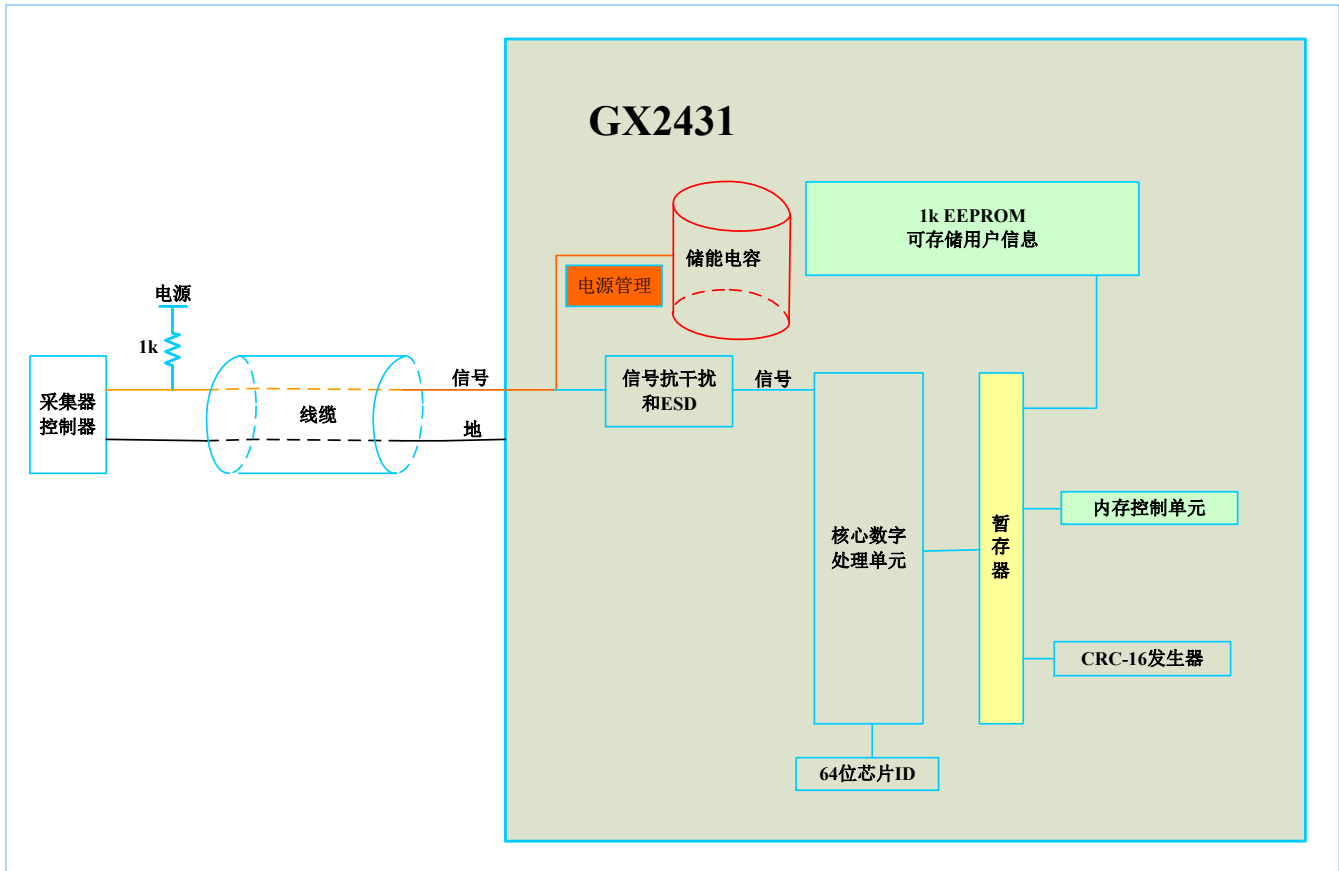 GX2431
1k EEPROM
可存储用户信息
储能电容
电源管理
电源
1k
采集器
控制器
线缆
信号
地
信号抗干扰
和ESD
信号
核心数字
处理单元
暂
存
器
内存控制单元
CRC-16发生器
64位芯片ID